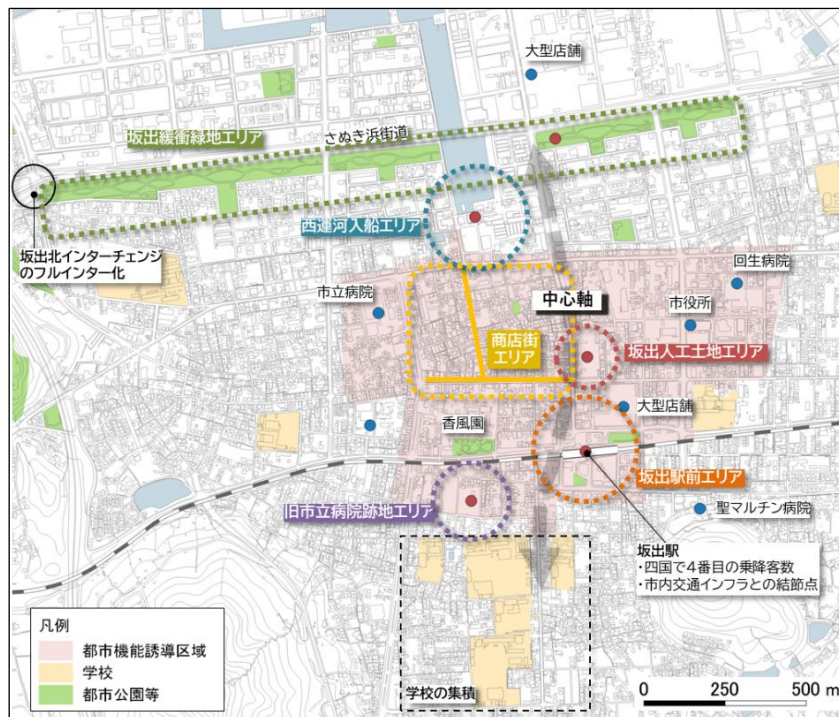 大型店舗
坂出緩衝緑地エリア
さぬき浜街道
西運河入船エリア
坂出北インターチェンジ
のフルインター化
回生病院
市立病院
中心軸
市役所
商店街
エリア
坂出人工土地エリア
大型店舗
香風園
坂出駅前エリア
旧市立病院跡地エリア
聖マルチン病院
坂出駅
・四国で4番目の乗降客数
・市内交通インフラとの結節点
凡例
都市機能誘導区域
学校
都市公園等
学校の集積
0 250 500 m